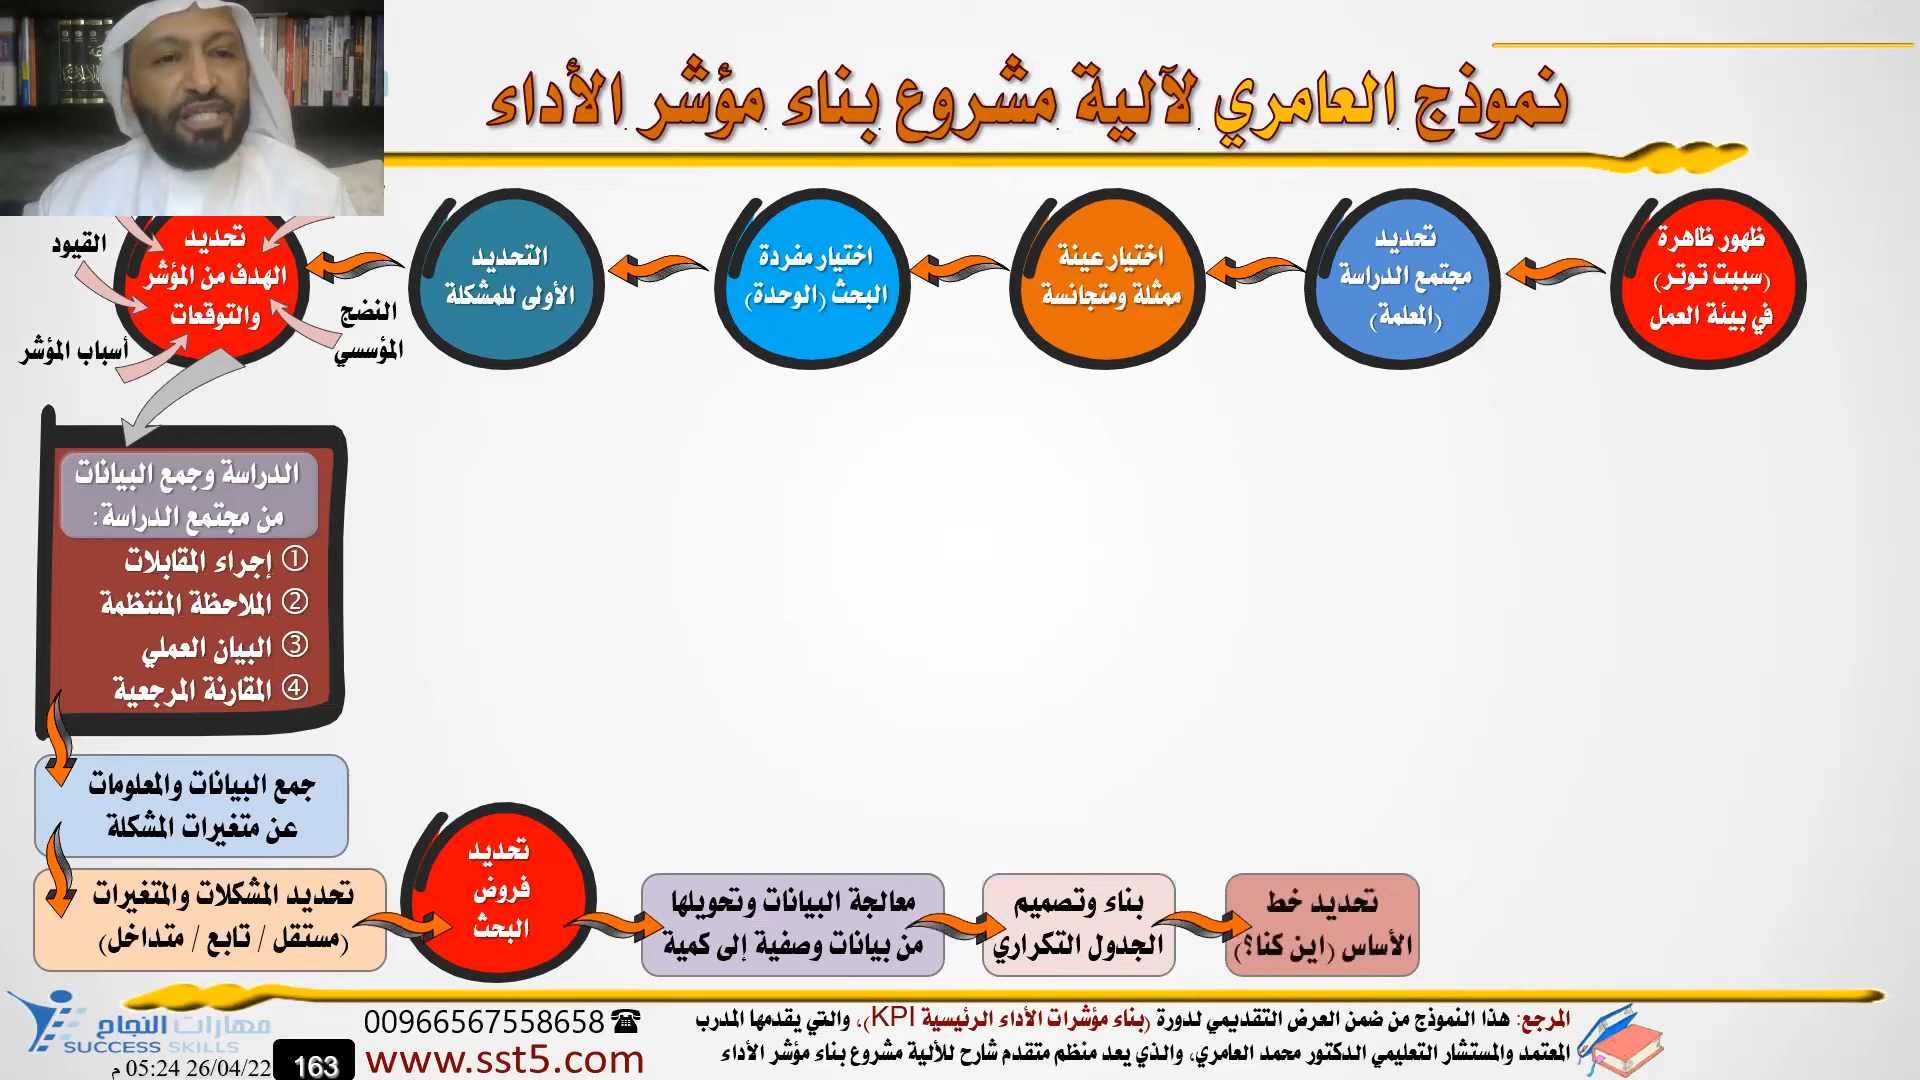 نموذج العامري لآلية مشروع بناء مؤشر الأداء
ظهور ظاهرة
(سببت توتر)
في بيئة العمل
تحديد
مجتمع الدراسة
(المعلمة)
اختيار عينة
ممثلة ومتجانسة
اختيار مفردة
البحث (الوحدة)
التحديد
الأولى للمشكلة
تحديد
الهدف من المؤشر
والتوقعات
القيود
النضج
المؤسسي
أسباب المؤشر
الدراسة وجمع البيانات
من مجتمع الدراسة:
① إجراء المقابلات
② الملاحظة المنتظمة
③ البيان العملي
④ المقارنة المرجعية
جمع البيانات والمعلومات
عن متغيرات المشكلة
تحديد المشكلات والمتغيرات
(مستقل / تابع / متداخل)
تحديد
فروض
البحث
معالجة البيانات وتحويلها
من بيانات وصفية إلى كمية
بناء وتصميم
الجدول التكراري
تحديد خط
الأساس (اين كنا؟)
المرجع: هذا النموذج من ضمن العرض التقديمي لدورة (بناء مؤشرات الأداء الرئيسية KPI)، والتي يقدمها المدرب
المعتمد والمستشار التعليمي الدكتور محمد العامري، والذي يعد منظم متقدم شارح للألية مشروع بناء مؤشر الأداء
00966567558658
www.sst5.com
مهارات النجاح
SUCCESS SKILLS
26/04/22 05:24 م
163